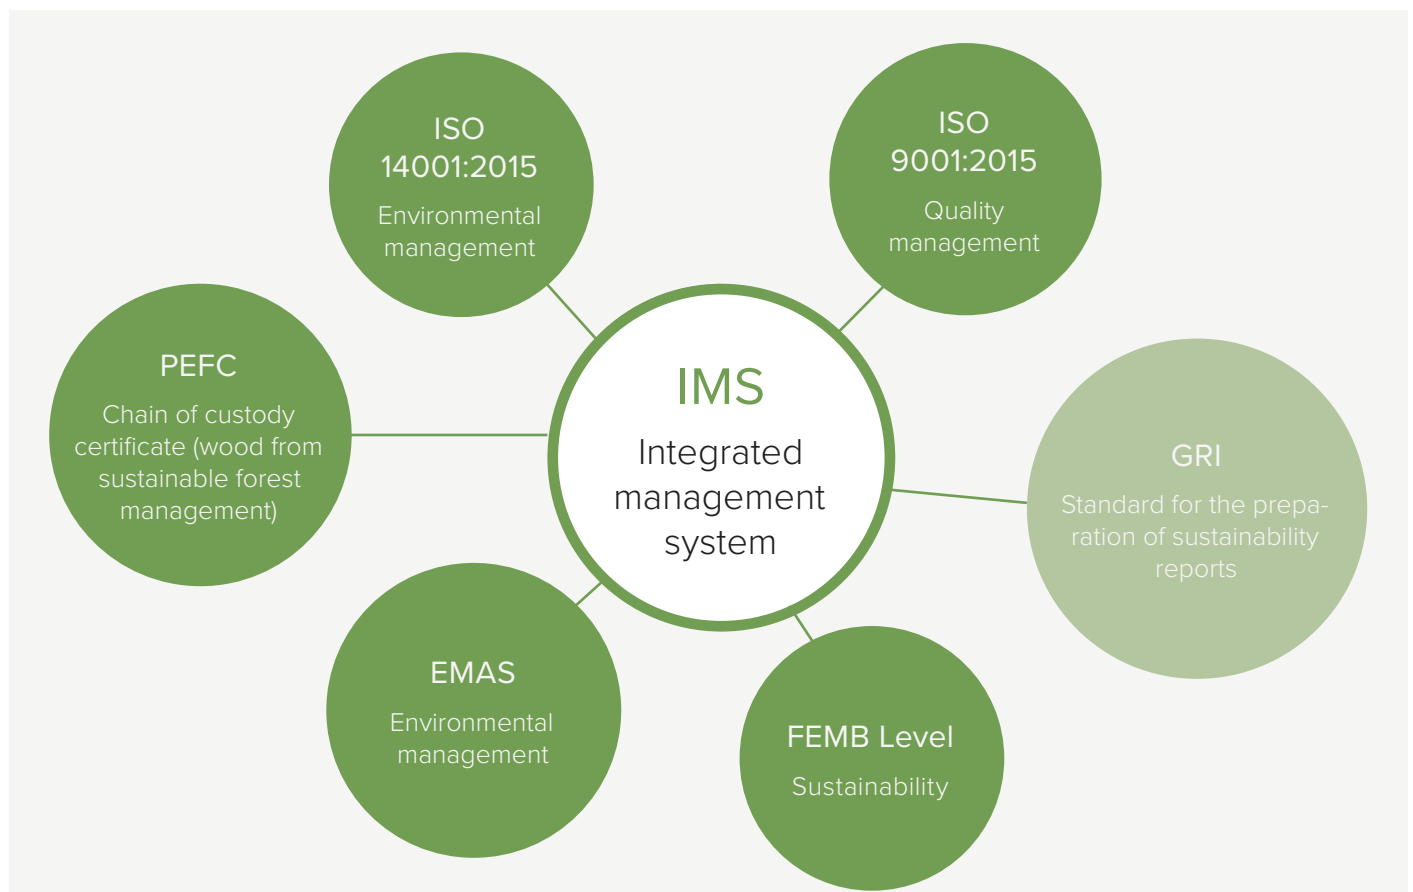 ISO
14001:2015
Environmental
management
ISO
9001:2015
Quality
management
PEFC
Chain of custody
certificate (wood from
sustainable forest
management)
IMS
Integrated
management
system
GRI
Standard for the prepa-
ration of sustainability
reports
EMAS
Environmental
management
FEMB Level
Sustainability